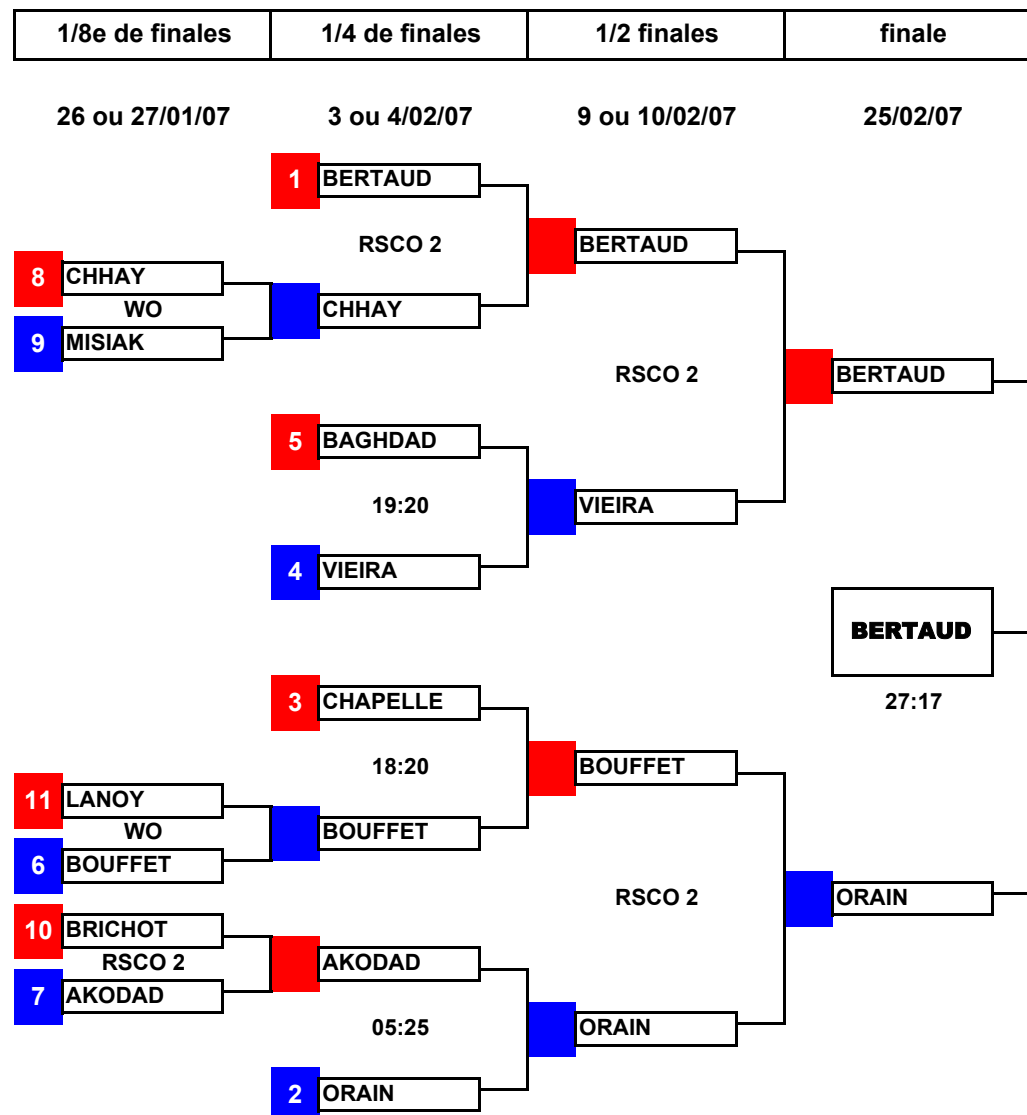 1/8e de finales 1/4 de finales 1/2 finales finale
26 ou 27/01/07 3 ou 4/02/07 9 ou 10/02/07 25/02/07
1 BERTAUD
RSCO 2 BERTAUD
8 CHHAY
WO CHHAY
9 MISIAK
RSCO 2 BERTAUD
5 BAGHDAD
19:20 VIEIRA
4 VIEIRA
BERTAUD
3 CHAPELLE 27:17
18:20 BOUFFET
11 LANOY
WO BOUFFET
6 BOUFFET
RSCO 2 ORAIN
10 BRICHOT
RSCO 2 AKODAD
7 AKODAD
05:25 ORAIN
2 ORAIN